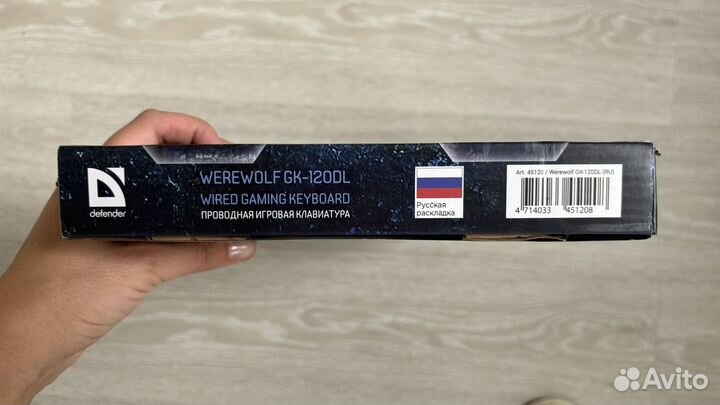 defender
WEREWOLF GK-120DL
WIRED GAMING KEYBOARD
ПРОВОДНАЯ ИГРОВАЯ КЛАВИАТУРА
Русская
раскладка
Art. 45120 / Werewolf GK-120DL (RU)
4 714033 451208
Avito